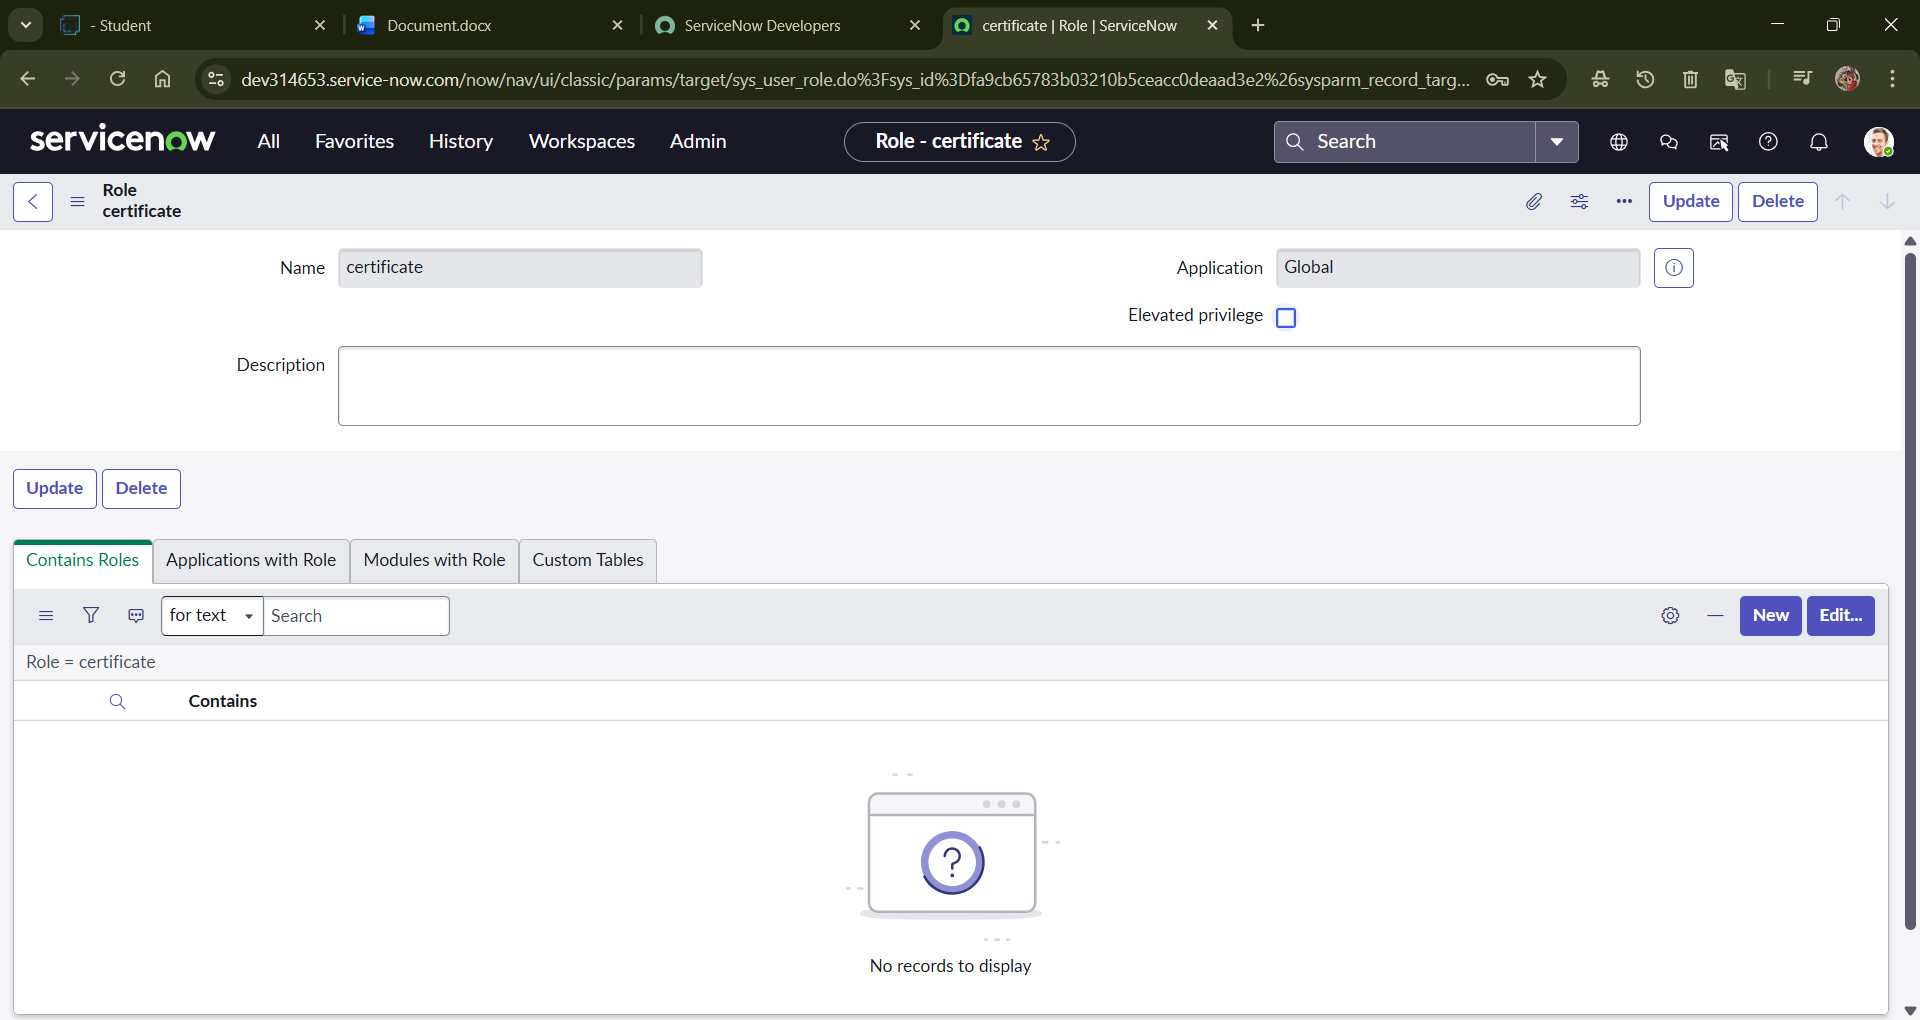 - Student
Document.docx
ServiceNow Developers
certificate | Role | ServiceNow
dev314653.service-now.com/now/nav/ui/classic/params/target/sys_user_role.do%3Fsys_id%3Dfa9cb65783b03210b5ceacc0deaad3e2%26sysparm_record_targ...
servicenow
All
Favorites
History
Workspaces
Admin
Role - certificate
Search
Role
certificate
Update
Delete
Name
certificate
Application
Global
Elevated privilege
Description
Update
Delete
Contains Roles
Applications with Role
Modules with Role
Custom Tables
for text
Search
New
Edit...
Role = certificate
Contains
?
No records to display